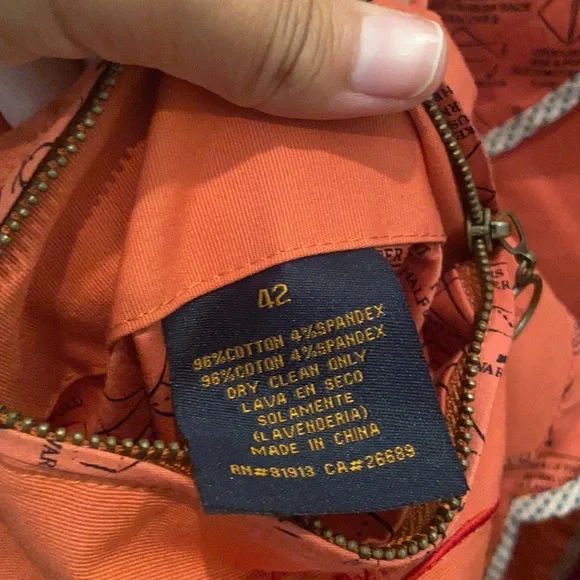 42
96%COTTON 4%SPANDEX
96%COTON 4%SPANDEX
DRY CLEAN ONLY
LAVA EN SECO
SOLAMENTE
(LAVENDERIA)
MADE IN CHINA
RN#81913 CA#26689